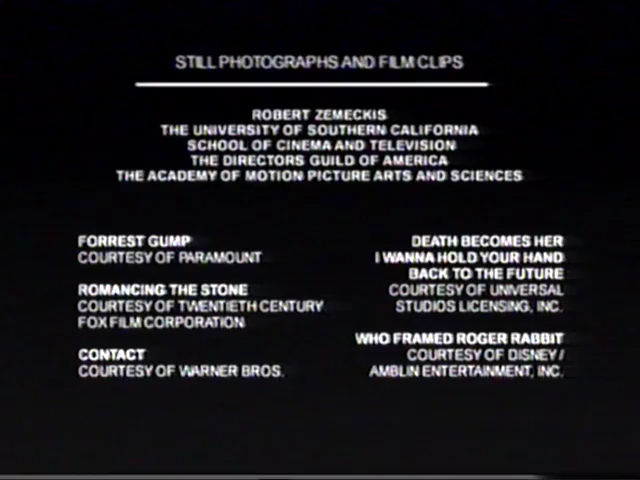 STILL PHOTOGRAPHS AND FILM CLIPS
ROBERT ZEMECKIS
THE UNIVERSITY OF SOUTHERN CALIFORNIA
SCHOOL OF CINEMA AND TELEVISION
THE DIRECTORS GUILD OF AMERICA
THE ACADEMY OF MOTION PICTURE ARTS AND SCIENCES
FORREST GUMP
COURTESY OF PARAMOUNT
ROMANCING THE STONE
COURTESY OF TWENTIETH CENTURY
FOX FILM CORPORATION
CONTACT
COURTESY OF WARNER BROS.
DEATH BECOMES HER
I WANNA HOLD YOUR HAND
BACK TO THE FUTURE
COURTESY OF UNIVERSAL
STUDIOS LICENSING, INC.
WHO FRAMED ROGER RABBIT
COURTESY OF DISNEY /
AMBLIN ENTERTAINMENT, INC.